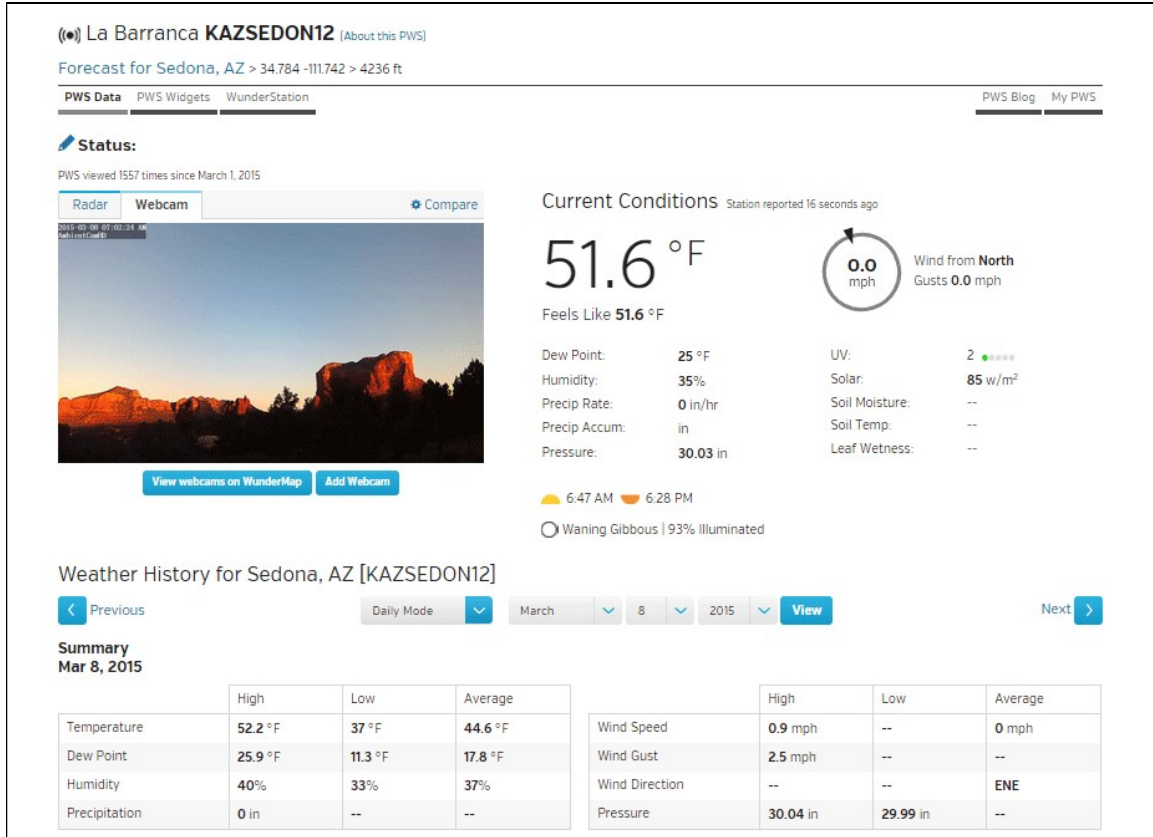 ((●)) La Barranca KAZSEDON12 (About this PWS)
Forecast for Sedona, AZ > 34.784 -111.742 > 4236 ft
PWS Data PWS Widgets WunderStation PWS Blog My PWS
Status:
PWS viewed 1557 times since March 1, 2015
Radar Webcam Compare
2015-03-08 07:02:24 AM
AmbientCamHD
View webcams on WunderMap Add Webcam
Current Conditions Station reported 16 seconds ago
51.6 °F
Feels Like 51.6 °F
0.0
mph
Wind from North
Gusts 0.0 mph
Dew Point: 25 °F
Humidity: 35%
Precip Rate: 0 in/hr
Precip Accum: in
Pressure: 30.03 in
UV: 2
Solar: 85 w/m²
Soil Moisture: --
Soil Temp: --
Leaf Wetness: --
6:47 AM 6:28 PM
Waning Gibbous | 93% Illuminated
Weather History for Sedona, AZ [KAZSEDON12]
Previous Daily Mode March 8 2015 View Next
Summary
Mar 8, 2015
High Low Average
Temperature 52.2 °F 37 °F 44.6 °F
Dew Point 25.9 °F 11.3 °F 17.8 °F
Humidity 40% 33% 37%
Precipitation 0 in -- --
High Low Average
Wind Speed 0.9 mph -- 0 mph
Wind Gust 2.5 mph -- --
Wind Direction -- -- ENE
Pressure 30.04 in 29.99 in --